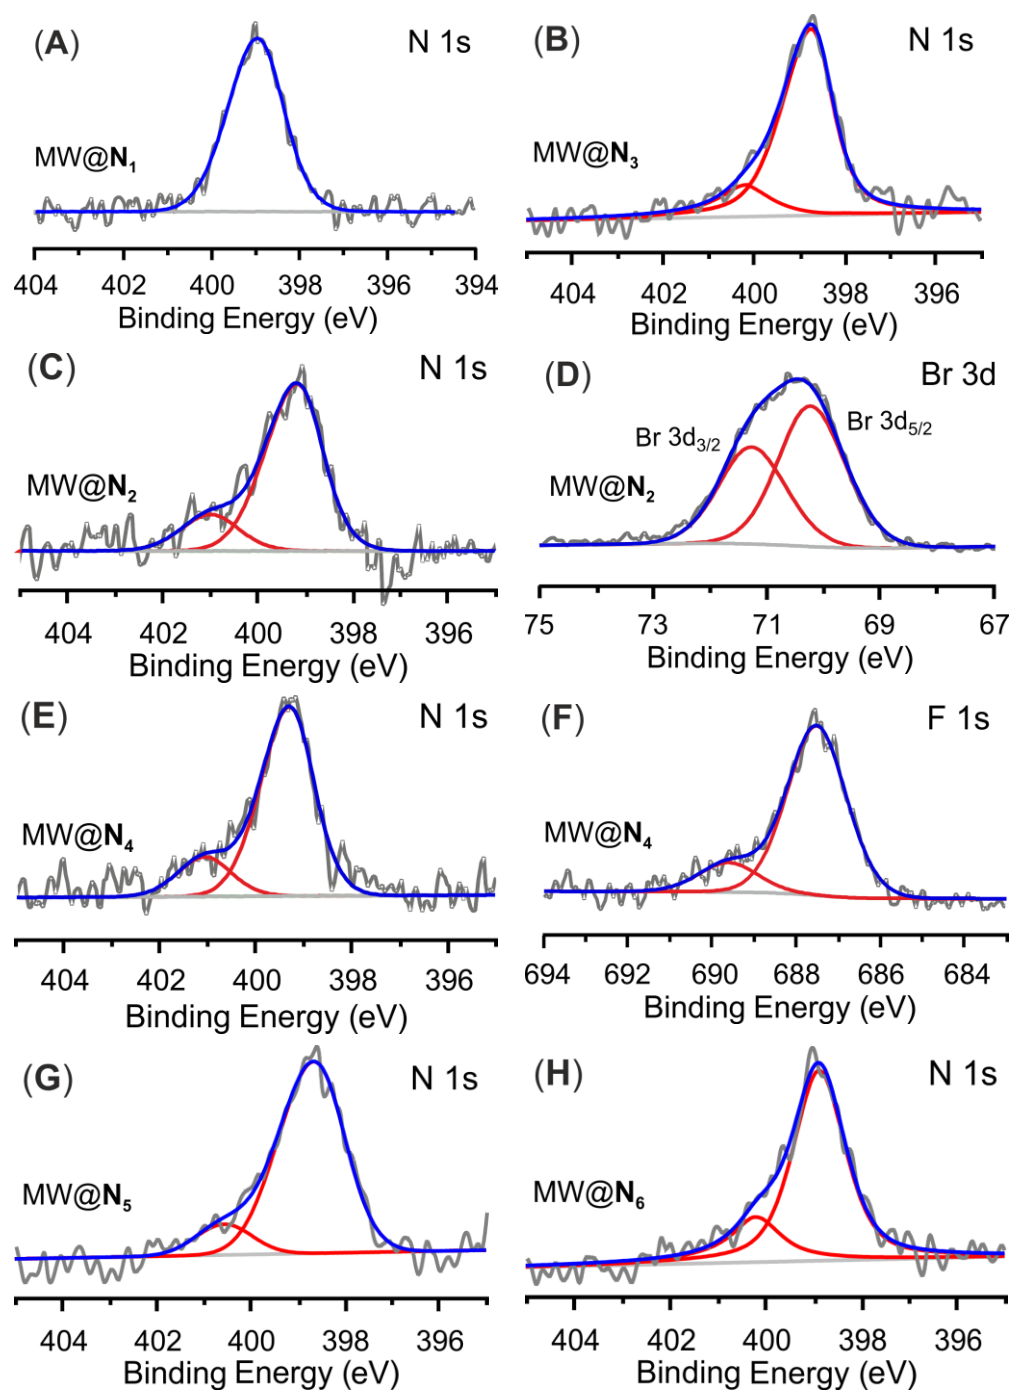 (A) N 1s
MW@N₁
404 402 400 398 396 394
Binding Energy (eV)
(B) N 1s
MW@N₃
404 402 400 398 396
Binding Energy (eV)
(C) N 1s
MW@N₂
404 402 400 398 396
Binding Energy (eV)
(D) Br 3d
Br 3d₃/₂ Br 3d₅/₂
MW@N₂
75 73 71 69 67
Binding Energy (eV)
(E) N 1s
MW@N₄
404 402 400 398 396
Binding Energy (eV)
(F) F 1s
MW@N₄
694 692 690 688 686 684
Binding Energy (eV)
(G) N 1s
MW@N₅
404 402 400 398 396
Binding Energy (eV)
(H) N 1s
MW@N₆
404 402 400 398 396
Binding Energy (eV)